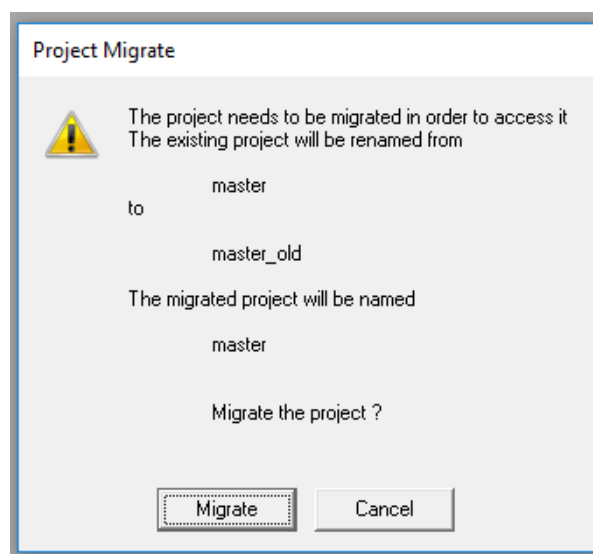 Project Migrate
The project needs to be migrated in order to access it
The existing project will be renamed from
master
to
master_old
The migrated project will be named
master
Migrate the project ?
Migrate
Cancel